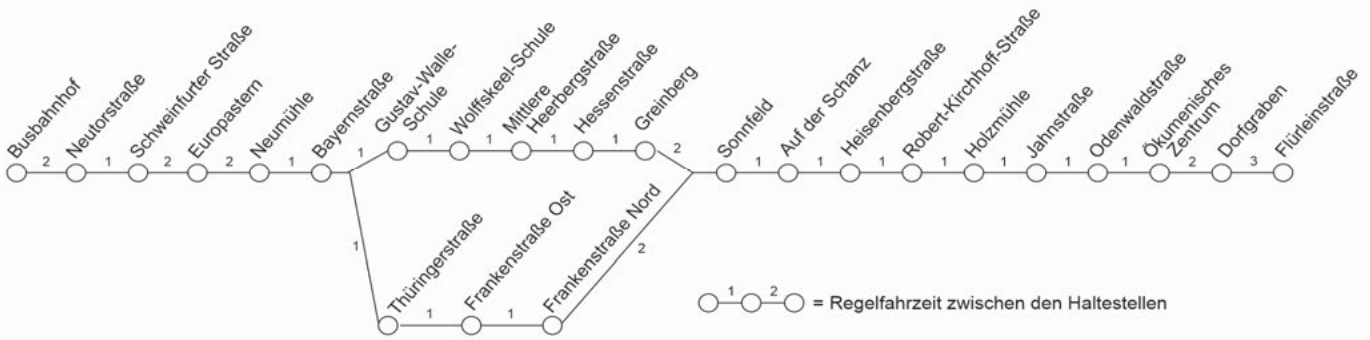 Busbahnhof
2
Neutorstraße
1
Schweinfurter Straße
2
Europastern
2
Neumühle
1
Bayernstraße
1
Gustav-Walle-
Schule
1
Wolffskeel-Schule
1
Mittlere
Heerbergstraße
1
Hessenstraße
1
Greinberg
2
1
Thüringerstraße
1
Frankenstraße Ost
1
Frankenstraße Nord
2
Sonnfeld
1
Auf der Schanz
1
Heisenbergstraße
1
Robert-Kirchhoff-Straße
1
Holzmühle
1
Jahnstraße
1
Odenwaldstraße
1
Ökumenisches
Zentrum
2
Dorfgraben
3
Flürleinstraße
1 2
= Regelfahrzeit zwischen den Haltestellen